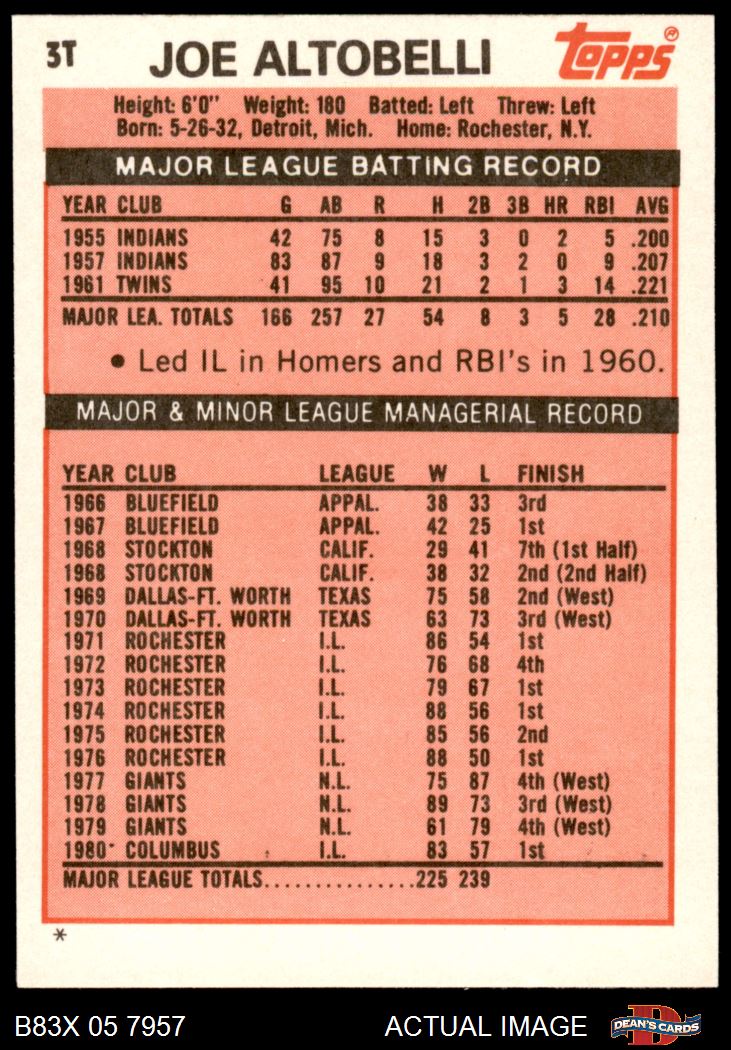 3T JOE ALTOBELLI topps®
Height: 6'0" Weight: 180 Batted: Left Threw: Left
Born: 5-26-32, Detroit, Mich. Home: Rochester, N.Y.
MAJOR LEAGUE BATTING RECORD
YEAR CLUB G AB R H 2B 3B HR RBI AVG
1955 INDIANS 42 75 8 15 3 0 2 5 .200
1957 INDIANS 83 87 9 18 3 2 0 9 .207
1961 TWINS 41 95 10 21 2 1 3 14 .221
MAJOR LEA. TOTALS 166 257 27 54 8 3 5 28 .210
• Led IL in Homers and RBI's in 1960.
MAJOR & MINOR LEAGUE MANAGERIAL RECORD
YEAR CLUB LEAGUE W L FINISH
1966 BLUEFIELD APPAL. 38 33 3rd
1967 BLUEFIELD APPAL. 42 25 1st
1968 STOCKTON CALIF. 29 41 7th (1st Half)
1968 STOCKTON CALIF. 38 32 2nd (2nd Half)
1969 DALLAS-FT. WORTH TEXAS 75 58 2nd (West)
1970 DALLAS-FT. WORTH TEXAS 63 73 3rd (West)
1971 ROCHESTER I.L. 86 54 1st
1972 ROCHESTER I.L. 76 68 4th
1973 ROCHESTER I.L. 79 67 1st
1974 ROCHESTER I.L. 88 56 1st
1975 ROCHESTER I.L. 85 56 2nd
1976 ROCHESTER I.L. 88 50 1st
1977 GIANTS N.L. 75 87 4th (West)
1978 GIANTS N.L. 89 73 3rd (West)
1979 GIANTS N.L. 61 79 4th (West)
1980 COLUMBUS I.L. 83 57 1st
MAJOR LEAGUE TOTALS...............225 239
*
B83X 05 7957 ACTUAL IMAGE D DEAN'S CARDS